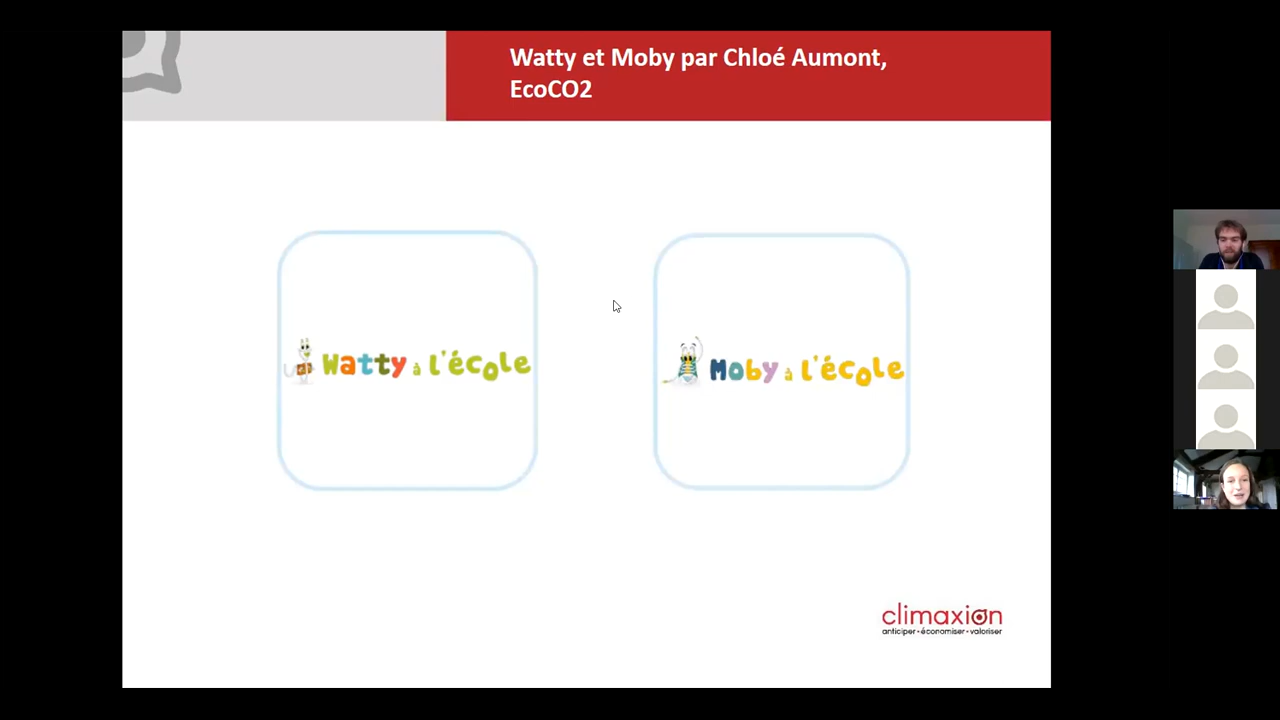 Watty et Moby par Chloé Aumont,
EcoCO2
Watty à l'école
Moby à l'école
climaxion
anticiper • économiser • valoriser